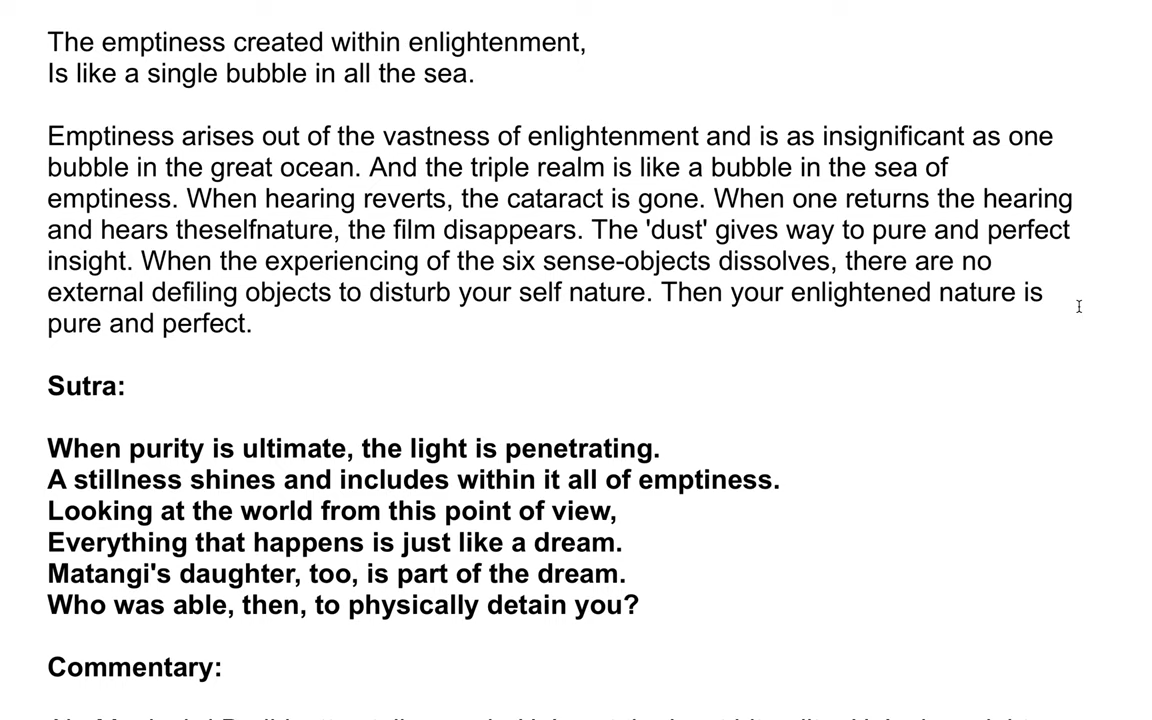 The emptiness created within enlightenment,
Is like a single bubble in all the sea.
Emptiness arises out of the vastness of enlightenment and is as insignificant as one
bubble in the great ocean. And the triple realm is like a bubble in the sea of
emptiness. When hearing reverts, the cataract is gone. When one returns the hearing
and hears theselfnature, the film disappears. The 'dust' gives way to pure and perfect
insight. When the experiencing of the six sense-objects dissolves, there are no
external defiling objects to disturb your self nature. Then your enlightened nature is
pure and perfect.
Sutra:
When purity is ultimate, the light is penetrating.
A stillness shines and includes within it all of emptiness.
Looking at the world from this point of view,
Everything that happens is just like a dream.
Matangi's daughter, too, is part of the dream.
Who was able, then, to physically detain you?
Commentary: